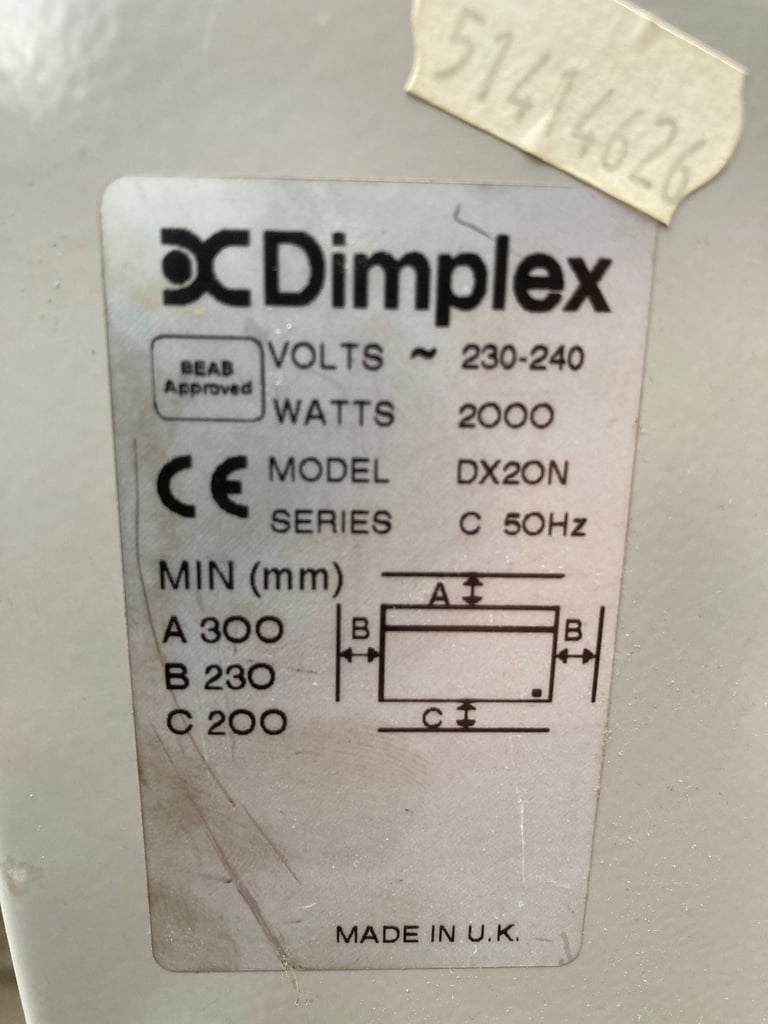 51414626
Dimplex
BEAB
Approved
VOLTS ~ 230-240
WATTS 2000
CE
MODEL DX20N
SERIES C 50Hz
MIN (mm)
A 300
B 230
C 200
A
B
B
C
MADE IN U.K.